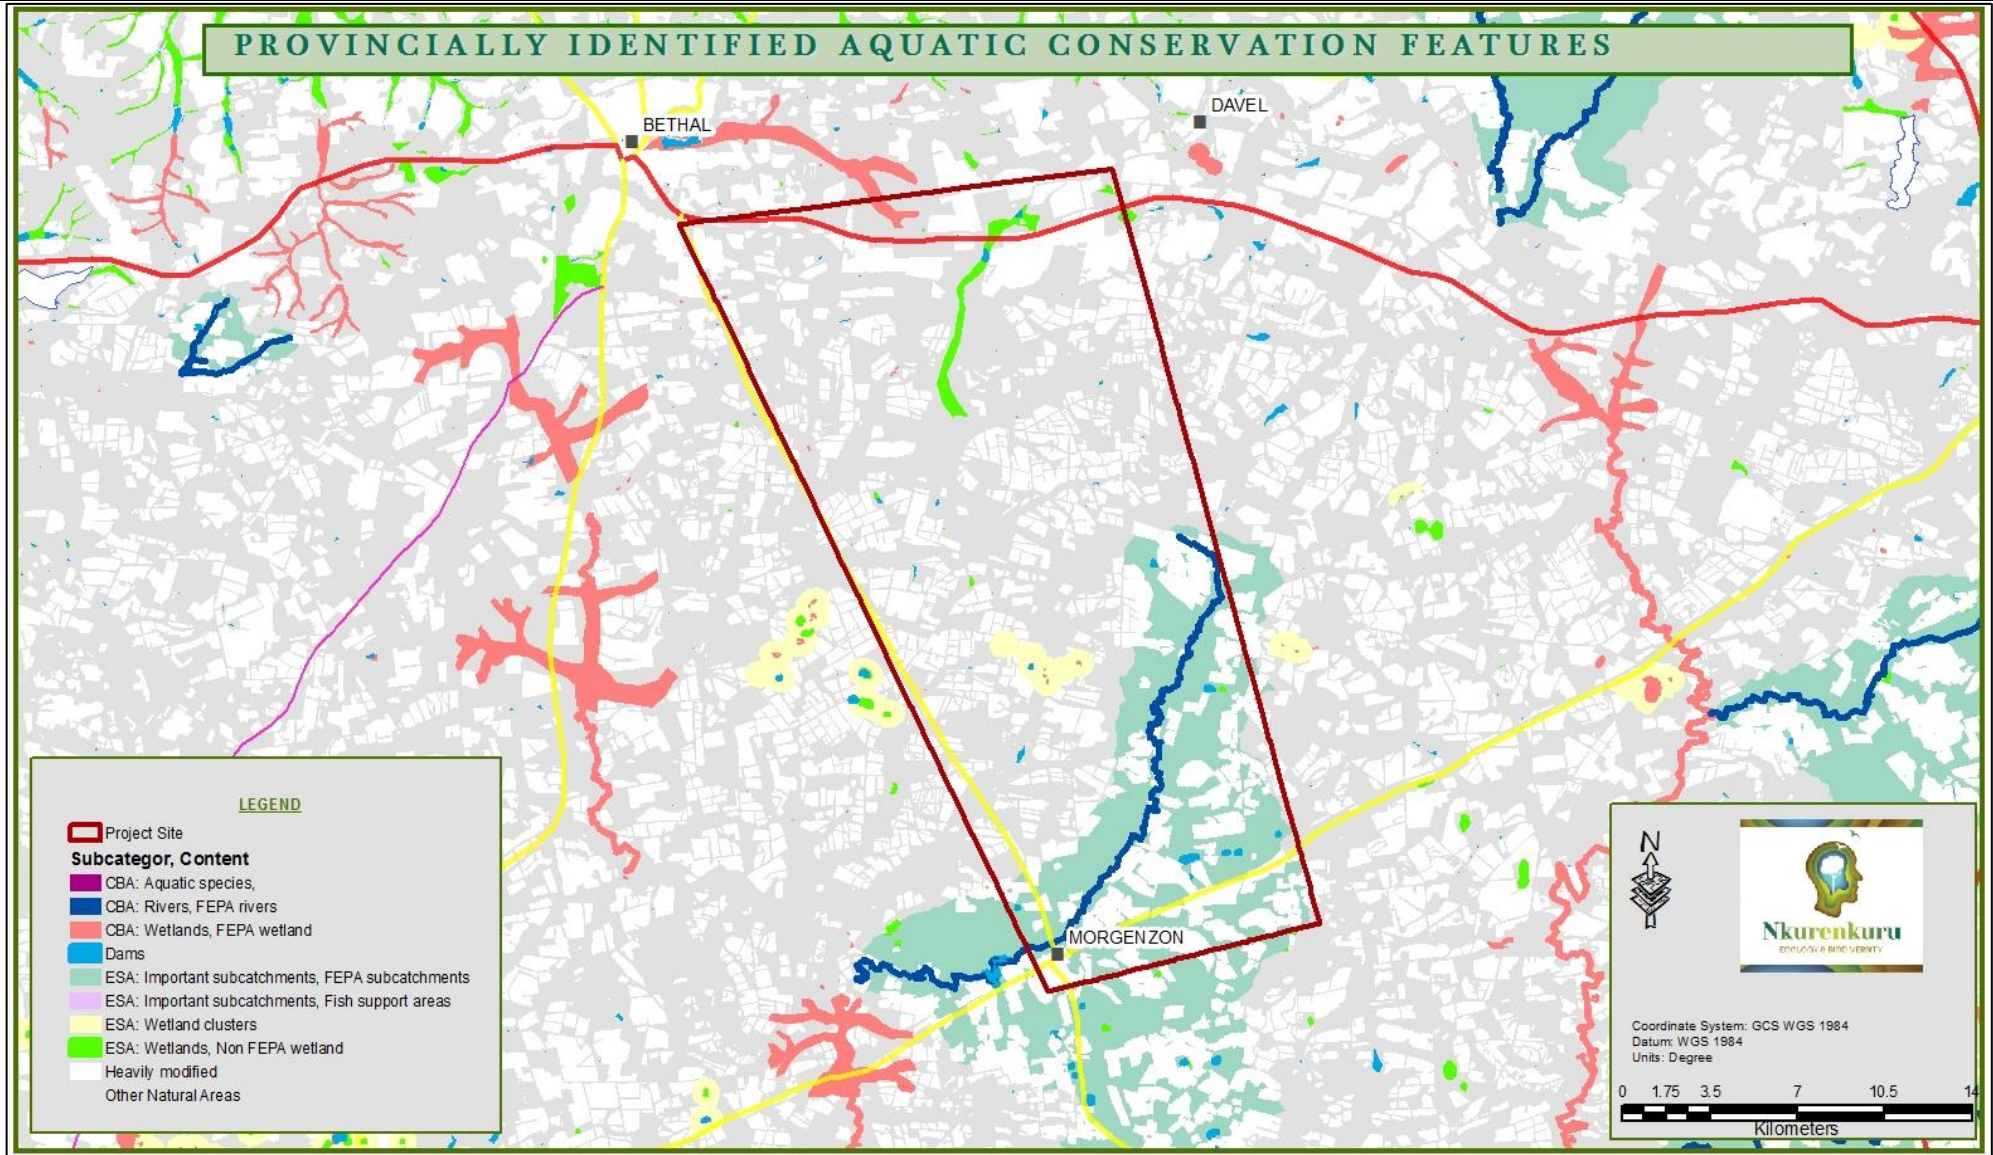 PROVINCIALLY IDENTIFIED AQUATIC CONSERVATION FEATURES
DAVEL
BETHAL
MORGENZON
LEGEND
Project Site
Subcategor, Content
CBA: Aquatic species,
CBA: Rivers, FEPA rivers
CBA: Wetlands, FEPA wetland
Dams
ESA: Important subcatchments, FEPA subcatchments
ESA: Important subcatchments, Fish support areas
ESA: Wetland clusters
ESA: Wetlands, Non FEPA wetland
Heavily modified
Other Natural Areas
N
Nkurenkuru
ECOLOGY & BIODIVERSITY
Coordinate System: GCS WGS 1984
Datum: WGS 1984
Units: Degree
0 1.75 3.5 7 10.5 14
Kilometers